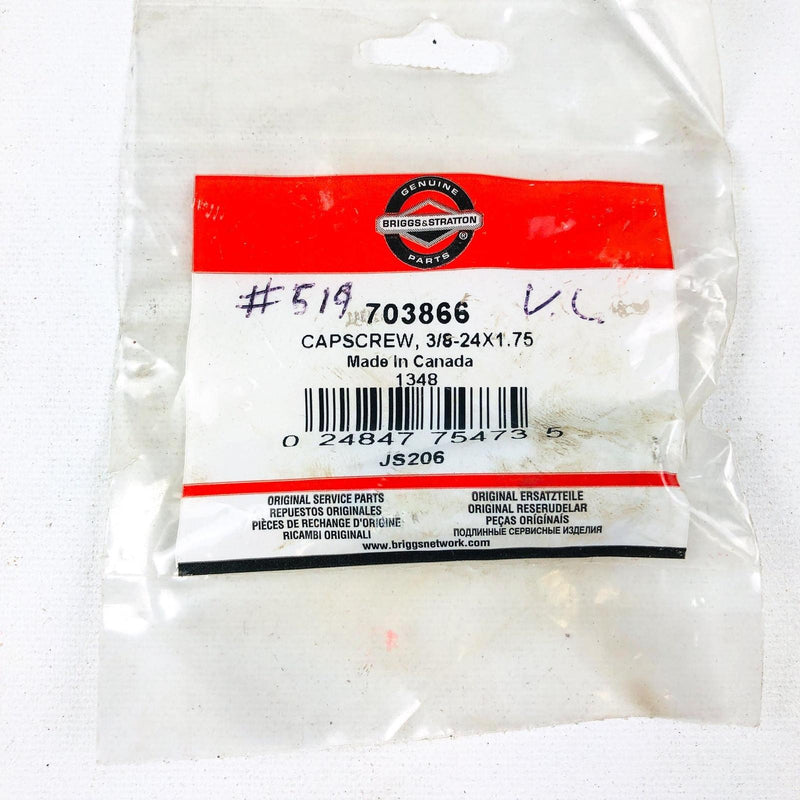 GENUINE
BRIGGS&STRATTON ®
PARTS
#519 703866 V.C
CAPSCREW, 3/8-24X1.75
Made In Canada
1348
0 24847 75473 5
JS206
ORIGINAL SERVICE PARTS
REPUESTOS ORIGINALES
PIÈCES DE RECHANGE D'ORIGINE
RICAMBI ORIGINALI
ORIGINAL ERSATZTEILE
ORIGINAL RESERUDELAR
PEÇAS ORIGÍNAIS
ПОДЛИННЫЕ СЕРВИСНЫЕ ИЗДЕЛИЯ
www.briggsnetwork.com